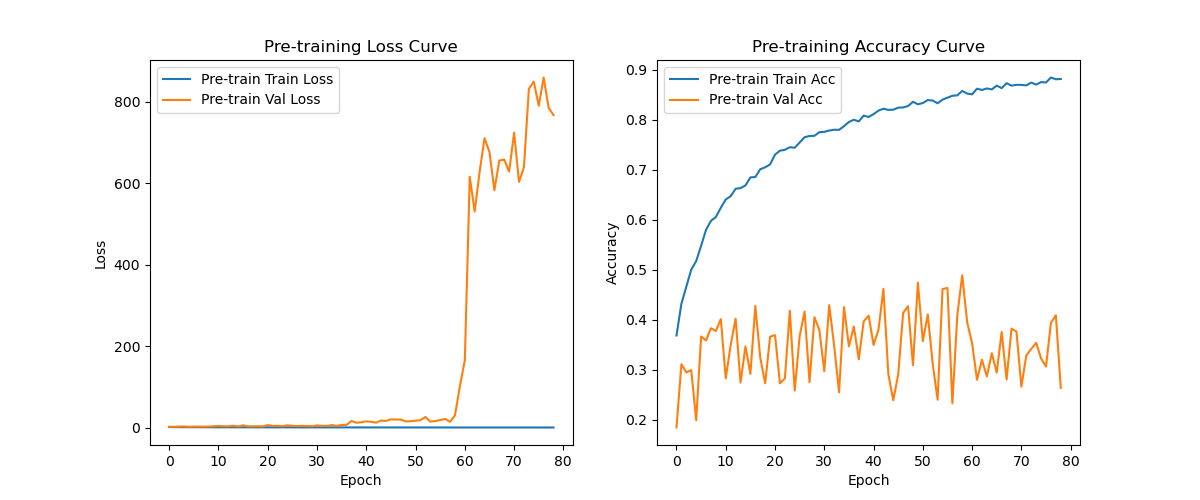 Pre-training Loss Curve
Pre-train Train Loss
Pre-train Val Loss
800
600
400
200
0
Loss
0 10 20 30 40 50 60 70 80
Epoch
Pre-training Accuracy Curve
Pre-train Train Acc
Pre-train Val Acc
0.9
0.8
0.7
0.6
0.5
0.4
0.3
0.2
Accuracy
0 10 20 30 40 50 60 70 80
Epoch